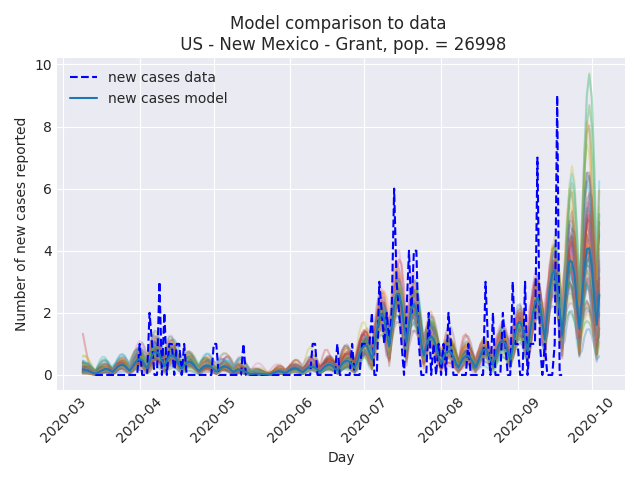 Model comparison to data
US - New Mexico - Grant, pop. = 26998
new cases data
new cases model
Number of new cases reported
10
8
6
4
2
0
2020-03
2020-04
2020-05
2020-06
2020-07
2020-08
2020-09
2020-10
Day